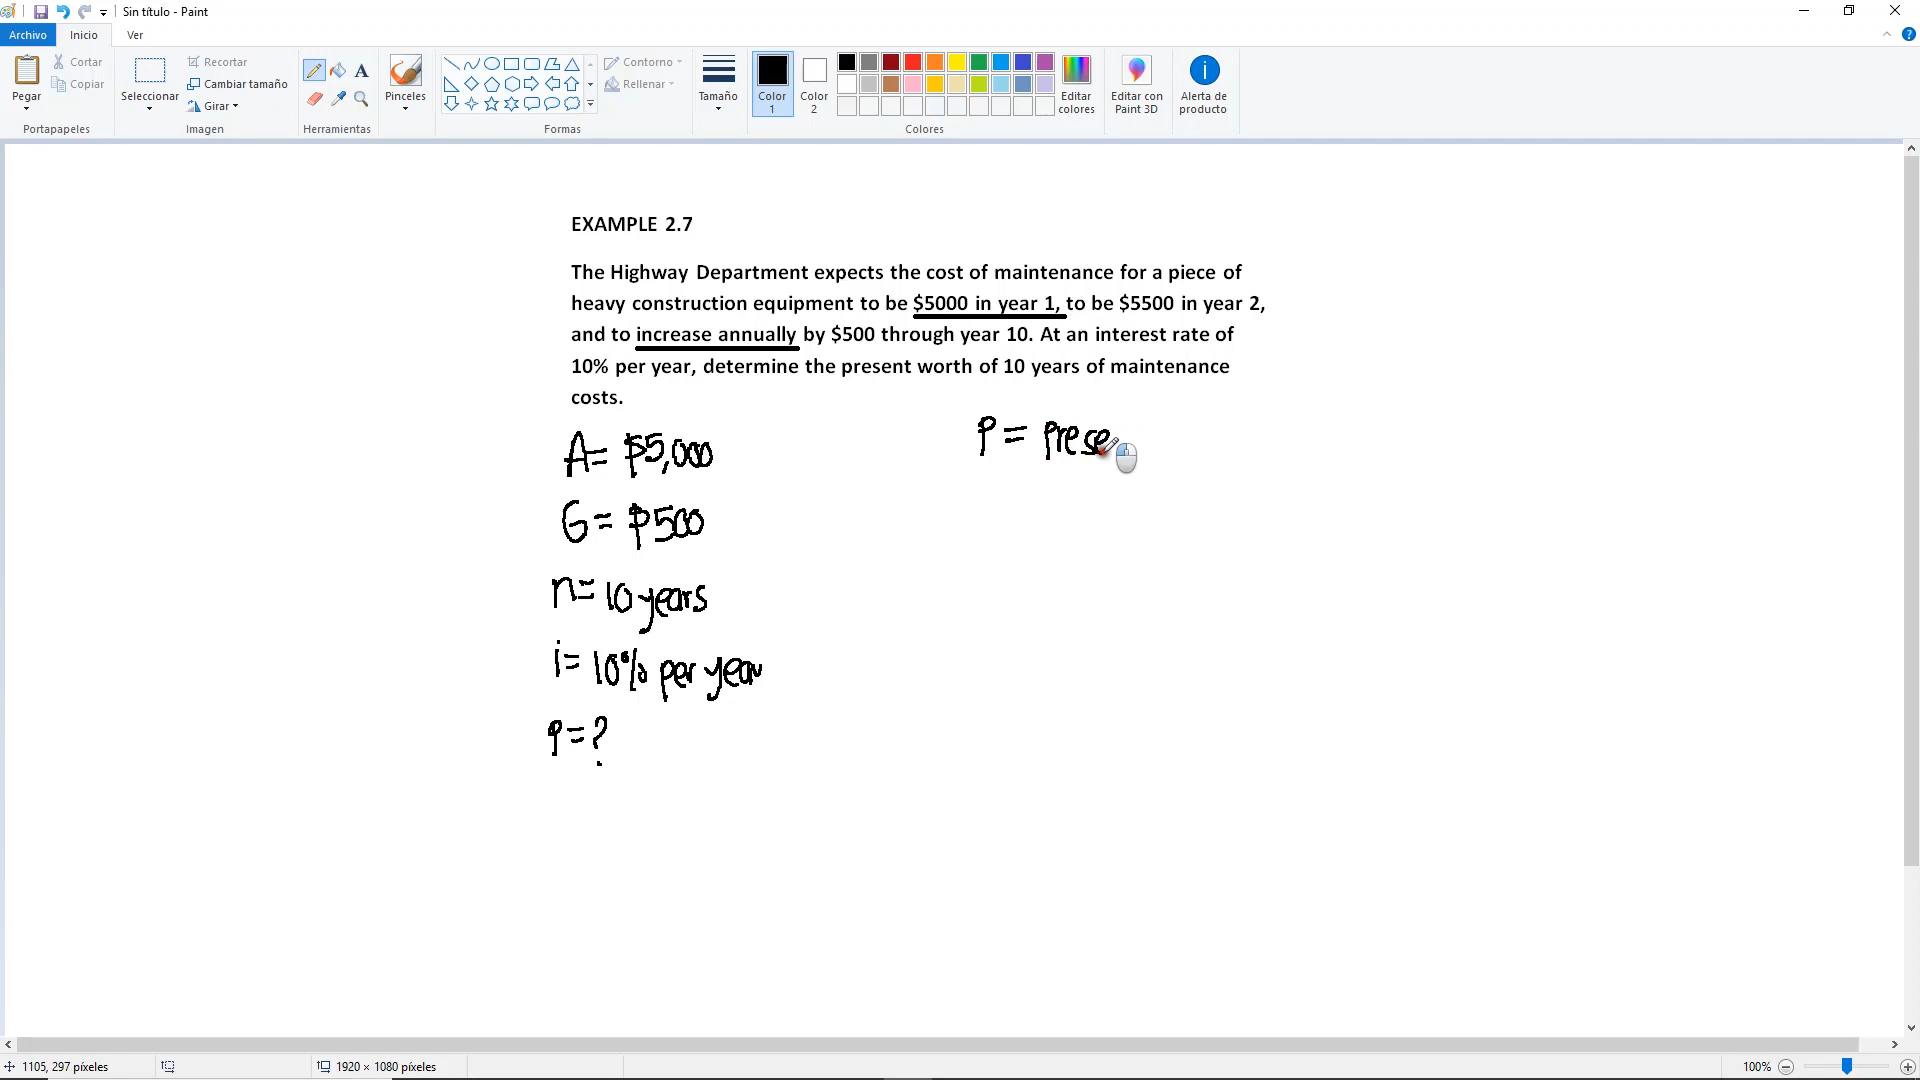 Sin título - Paint
Archivo Inicio Ver
Pegar
Cortar
Copiar
Portapapeles
Seleccionar
Recortar
Cambiar tamaño
Girar
Imagen
A
Herramientas
Pinceles
Contorno
Rellenar
Formas
Tamaño
Color 1
Color 2
Editar colores
Colores
Editar con Paint 3D
Alerta de producto
EXAMPLE 2.7
The Highway Department expects the cost of maintenance for a piece of
heavy construction equipment to be $5000 in year 1, to be $5500 in year 2,
and to increase annually by $500 through year 10. At an interest rate of
10% per year, determine the present worth of 10 years of maintenance
costs.
P = Prese
A = $5,000
G = $500
n = 10 years
i = 10% per year
P = ?
1105, 297 píxeles 1920 × 1080 píxeles 100%